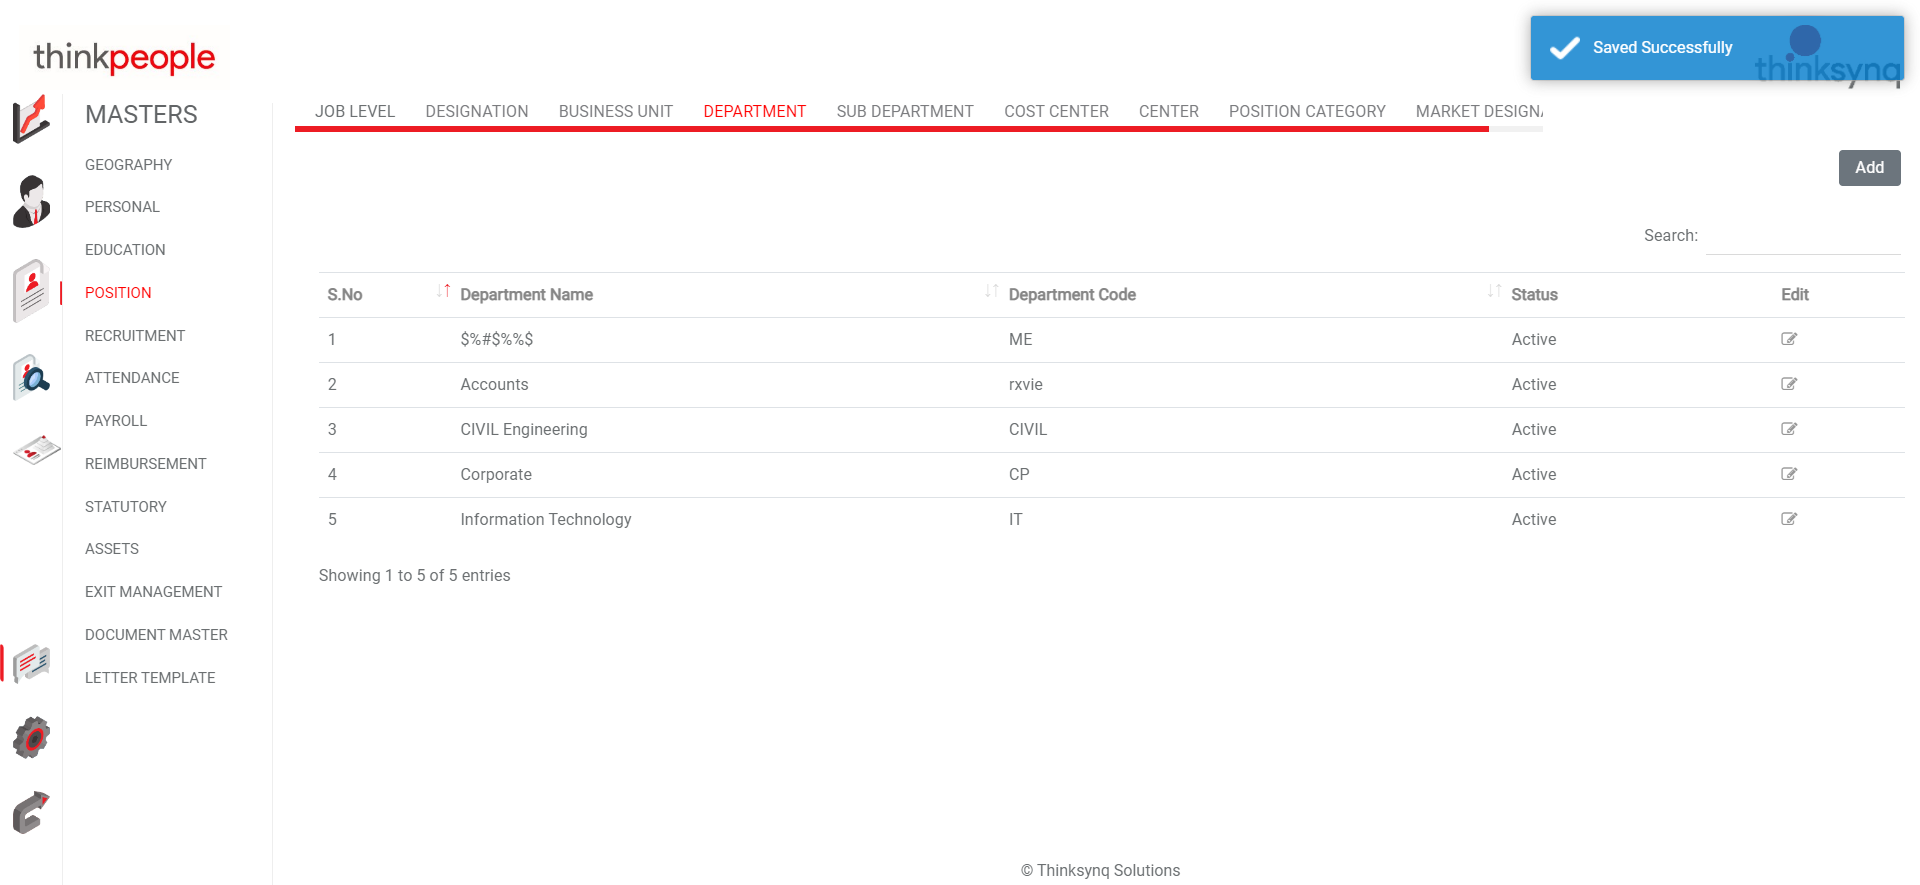 thinkpeople
Saved Successfully
thinksynq
MASTERS
GEOGRAPHY
PERSONAL
EDUCATION
POSITION
RECRUITMENT
ATTENDANCE
PAYROLL
REIMBURSEMENT
STATUTORY
ASSETS
EXIT MANAGEMENT
DOCUMENT MASTER
LETTER TEMPLATE
JOB LEVEL DESIGNATION BUSINESS UNIT DEPARTMENT SUB DEPARTMENT COST CENTER CENTER POSITION CATEGORY MARKET DESIGNA
Add
Search:
S.No Department Name Department Code Status Edit
1 $%#$%%$ ME Active
2 Accounts rxvie Active
3 CIVIL Engineering CIVIL Active
4 Corporate CP Active
5 Information Technology IT Active
Showing 1 to 5 of 5 entries
© Thinksynq Solutions